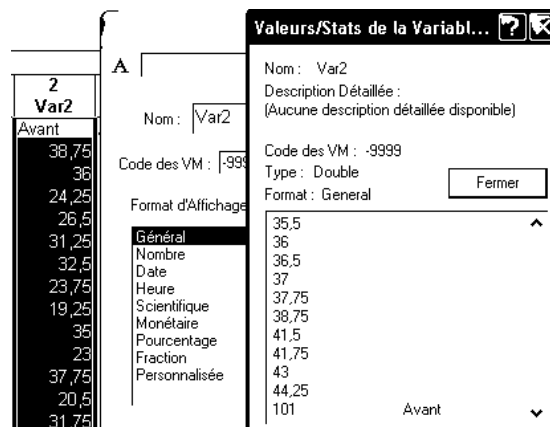 2
Var2
Avant
38,75
36
24,25
26,5
31,25
32,5
23,75
19,25
35
23
37,75
20,5
31,75
A
Nom : Var2
Code des VM : -999
Format d'Affichage
Général
Nombre
Date
Heure
Scientifique
Monétaire
Pourcentage
Fraction
Personnalisée
Valeurs/Stats de la Variabl...
Nom : Var2
Description Détaillée :
(Aucune description détaillée disponible)
Code des VM : -9999
Type : Double
Format : General
Fermer
35,5
36
36,5
37
37,75
38,75
41,5
41,75
43
44,25
101 Avant